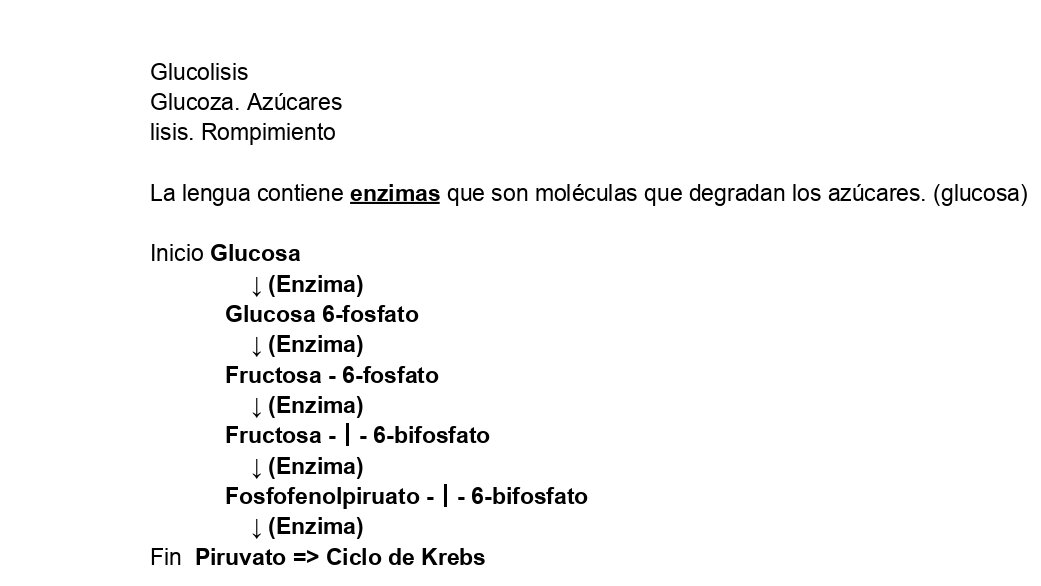 Glucolisis
Glucoza. Azúcares
lisis. Rompimiento
La lengua contiene enzimas que son moléculas que degradan los azúcares. (glucosa)
Inicio Glucosa
↓ (Enzima)
Glucosa 6-fosfato
↓ (Enzima)
Fructosa - 6-fosfato
↓ (Enzima)
Fructosa - | - 6-bifosfato
↓ (Enzima)
Fosfofenolpiruato - | - 6-bifosfato
↓ (Enzima)
Fin Piruvato => Ciclo de Krebs